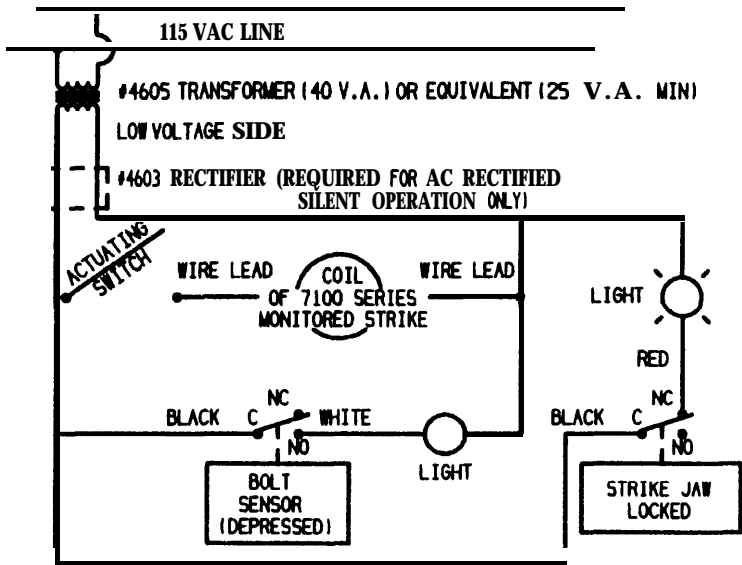 115 VAC LINE
#4605 TRANSFORMER (40 V.A.) OR EQUIVALENT (25 V.A. MIN)
LOW VOLTAGE SIDE
#4603 RECTIFIER (REQUIRED FOR AC RECTIFIED
SILENT OPERATION ONLY)
ACTUATING
SWITCH
WIRE LEAD
COIL
WIRE LEAD
OF 7100 SERIES
MONITORED STRIKE
LIGHT
RED
NC
BLACK
C
WHITE
NO
LIGHT
NC
BLACK
C
NO
BOLT
SENSOR
(DEPRESSED)
STRIKE JAW
LOCKED